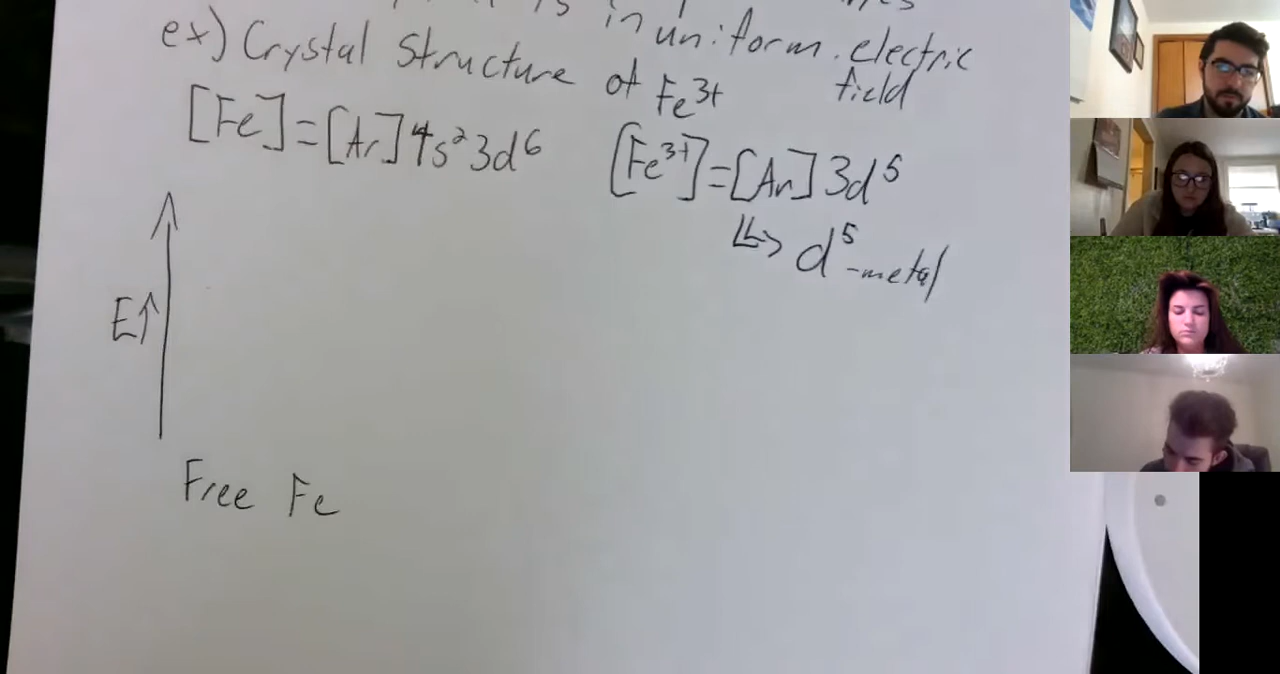 in uniform electric
field
ex) Crystal Structure of Fe³⁺
[Fe] = [Ar] 4s² 3d⁶
[Fe³⁺] = [Ar] 3d⁵
↳ d⁵-metal
E↑
Free Fe